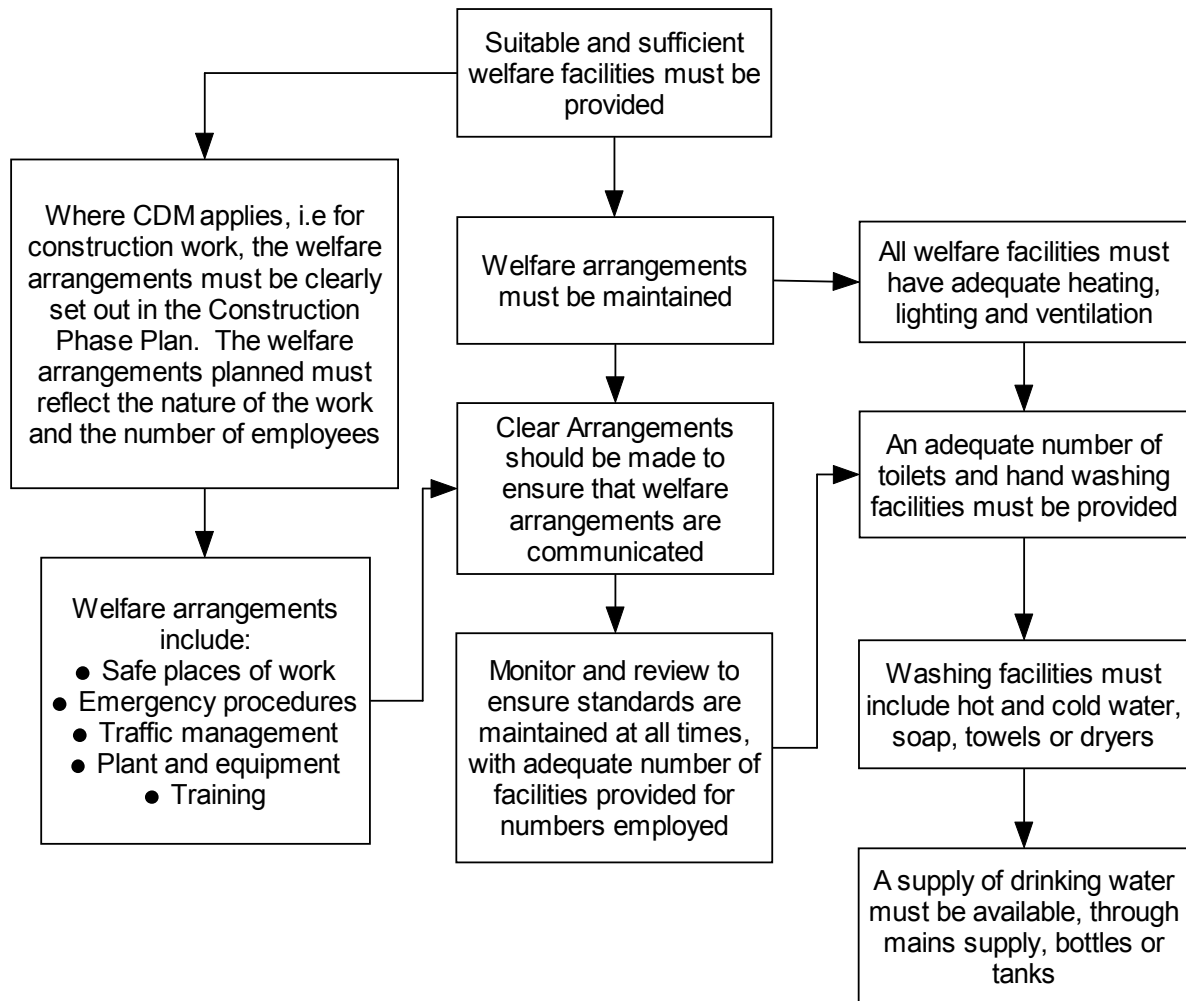 Suitable and sufficient
welfare facilities must be
provided
Where CDM applies, i.e for
construction work, the welfare
arrangements must be clearly
set out in the Construction
Phase Plan.  The welfare
arrangements planned must
reflect the nature of the work
and the number of employees
Welfare arrangements
include:
● Safe places of work
● Emergency procedures
● Traffic management
● Plant and equipment
● Training
Welfare arrangements
must be maintained
Clear Arrangements
should be made to
ensure that welfare
arrangements are
communicated
Monitor and review to
ensure standards are
maintained at all times,
with adequate number of
facilities provided for
numbers employed
All welfare facilities must
have adequate heating,
lighting and ventilation
An adequate number of
toilets and hand washing
facilities must be provided
Washing facilities must
include hot and cold water,
soap, towels or dryers
A supply of drinking water
must be available, through
mains supply, bottles or
tanks